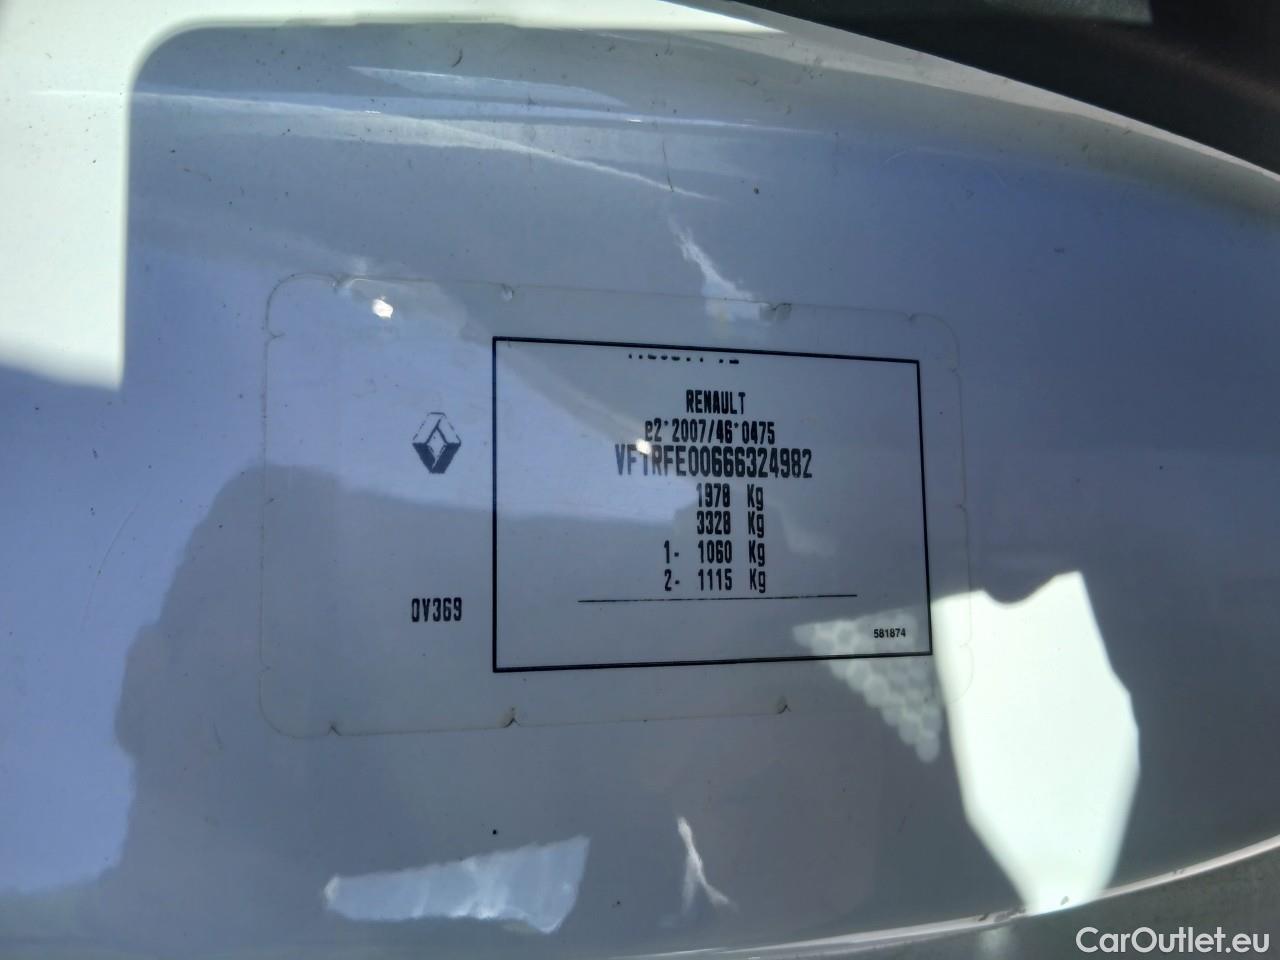 RENAULT
e2*2007/46*0475
VF1RFE00666324982
1978 Kg
3328 Kg
1- 1060 Kg
2- 1115 Kg
0V369
581874
CarOutlet.eu